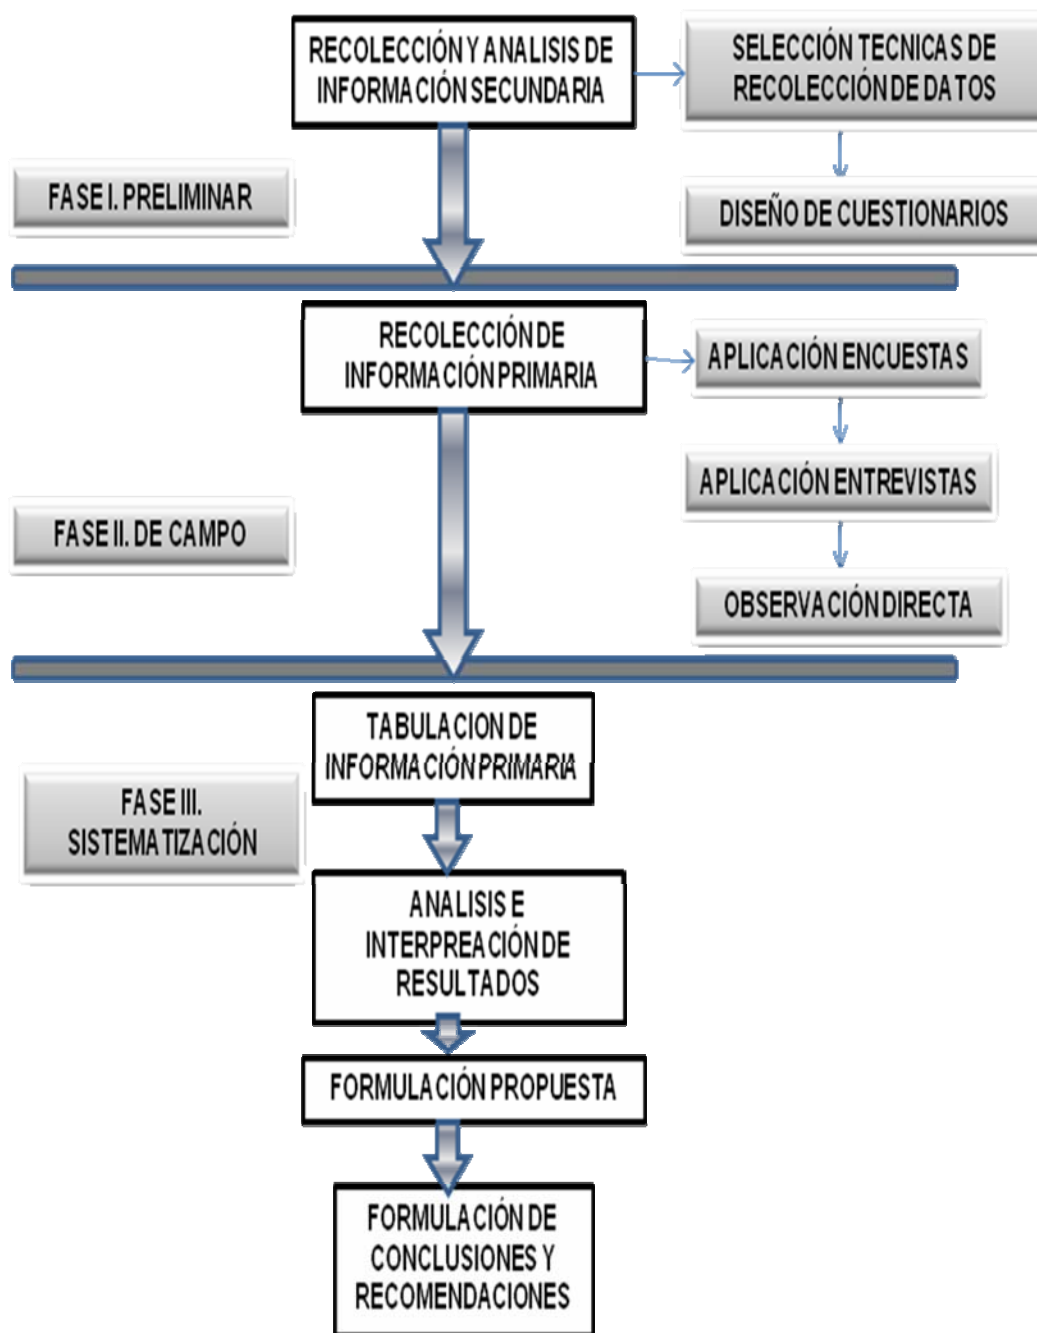 RECOLECCIÓN Y ANALISIS DE
INFORMACIÓN SECUNDARIA
SELECCIÓN TECNICAS DE
RECOLECCIÓN DE DATOS
FASE I. PRELIMINAR
DISEÑO DE CUESTIONARIOS
RECOLECCIÓN DE
INFORMACIÓN PRIMARIA
APLICACIÓN ENCUESTAS
APLICACIÓN ENTREVISTAS
FASE II. DE CAMPO
OBSERVACIÓN DIRECTA
TABULACION DE
INFORMACIÓN PRIMARIA
FASE III.
SISTEMATIZACIÓN
ANALISIS E
INTERPREACIÓN DE
RESULTADOS
FORMULACIÓN PROPUESTA
FORMULACIÓN DE
CONCLUSIONES Y
RECOMENDACIONES